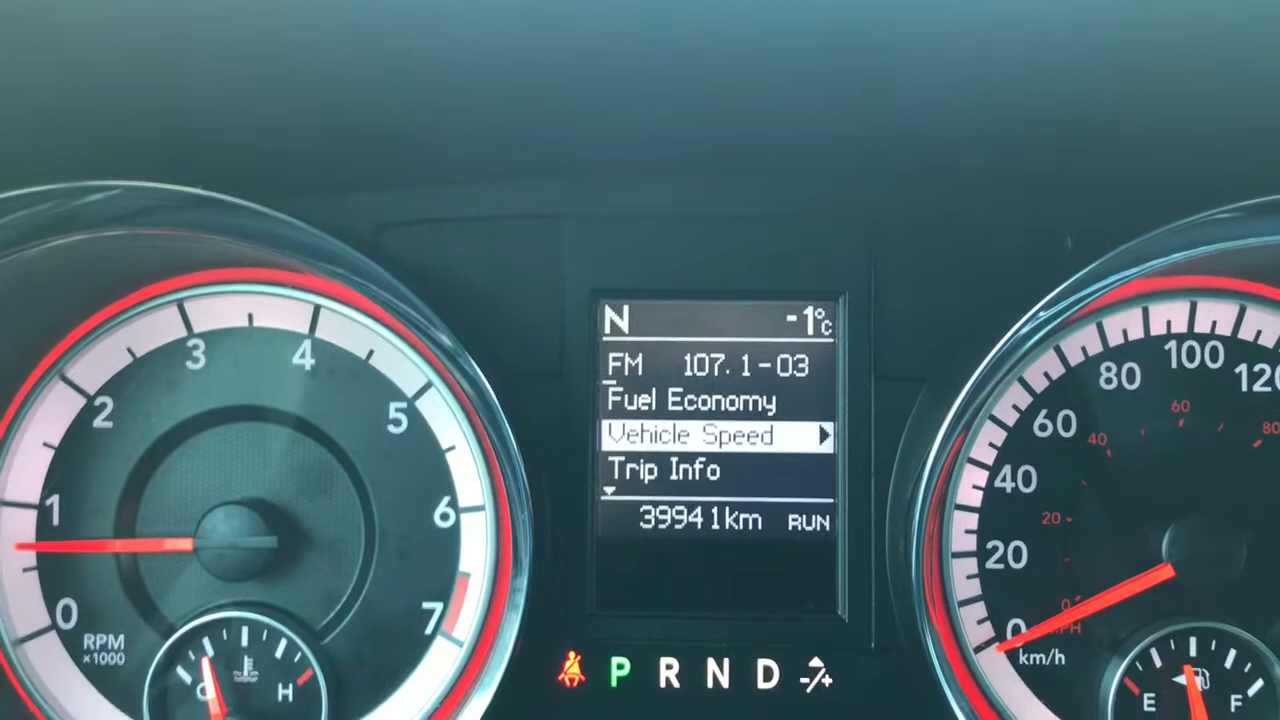 N -1°C
FM 107.1-03
Fuel Economy
Vehicle Speed
Trip Info
39941km RUN
0 1 2 3 4 5 6 7
RPM
x1000
C H
P R N D -/+
0 20 40 60 80 100 120
0 20 40 60 80
MPH
km/h
E F